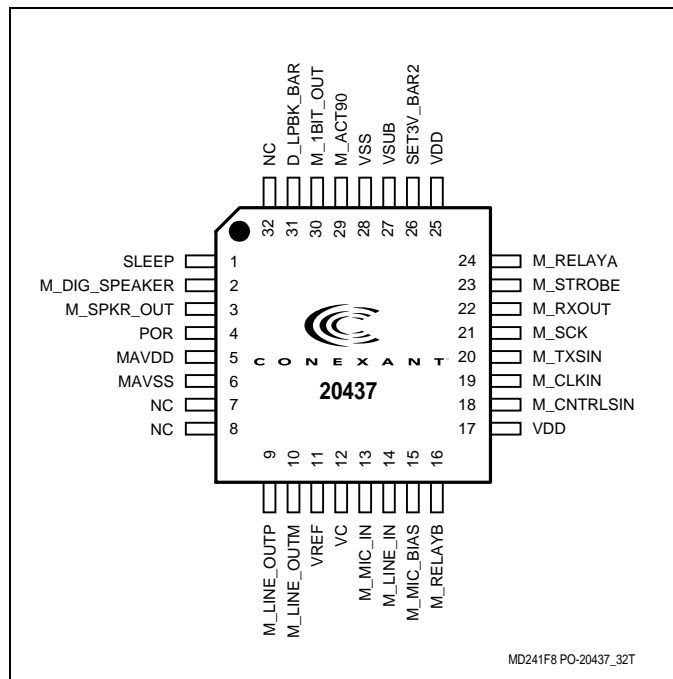 NC
D_LPBK_BAR
M_1BIT_OUT
M_ACT90
VSS
VSUB
SET3V_BAR2
VDD
32
31
30
29
28
27
26
25
SLEEP 1
M_DIG_SPEAKER 2
M_SPKR_OUT 3
POR 4
MAVDD 5
MAVSS 6
NC 7
NC 8
24 M_RELAYA
23 M_STROBE
22 M_RXOUT
21 M_SCK
20 M_TXSIN
19 M_CLKIN
18 M_CNTRLSIN
17 VDD
CONEXANT
20437
9
10
11
12
13
14
15
16
M_LINE_OUTP
M_LINE_OUTM
VREF
VC
M_MIC_IN
M_LINE_IN
M_MIC_BIAS
M_RELAYB
MD241F8 PO-20437_32T